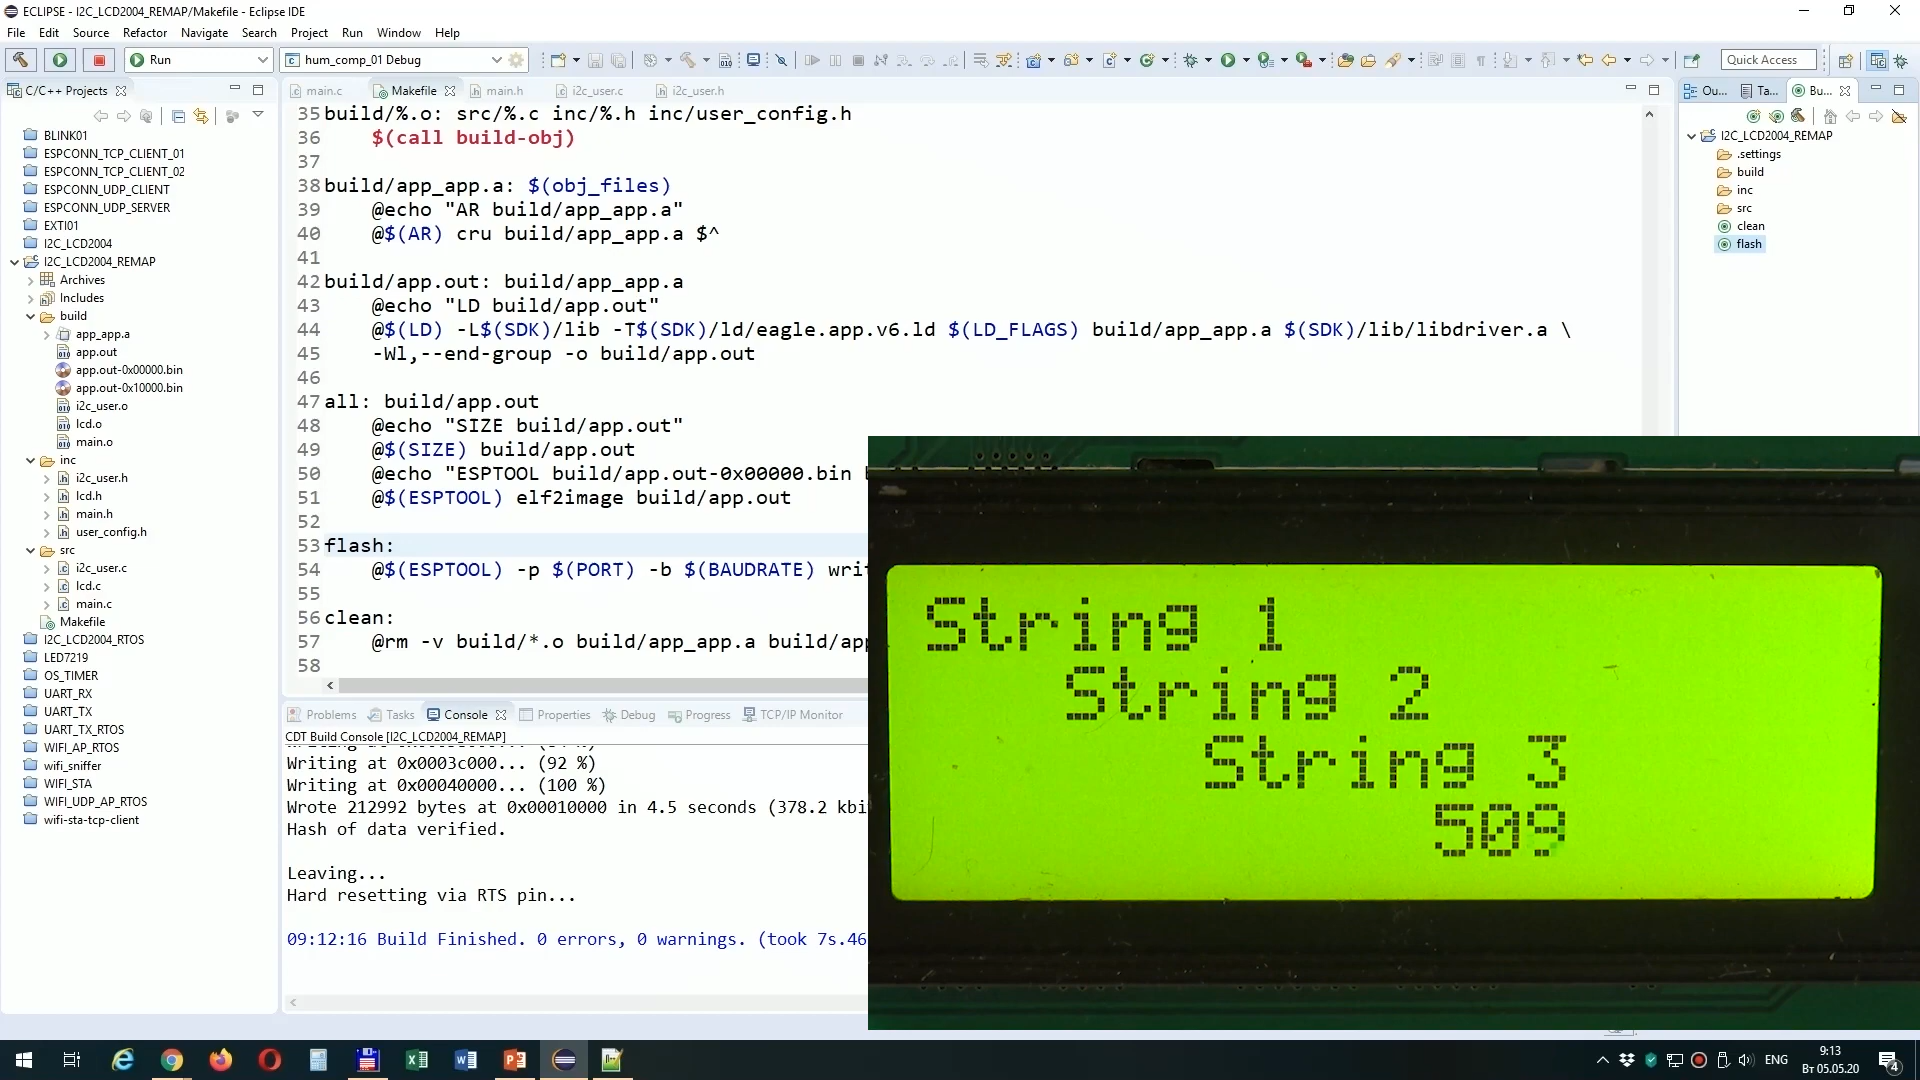 ECLIPSE - I2C_LCD2004_REMAP/Makefile - Eclipse IDE
File Edit Source Refactor Navigate Search Project Run Window Help
Run hum_comp_01 Debug Quick Access
C/C++ Projects
BLINK01
ESPCONN_TCP_CLIENT_01
ESPCONN_TCP_CLIENT_02
ESPCONN_UDP_CLIENT
ESPCONN_UDP_SERVER
EXTI01
I2C_LCD2004
I2C_LCD2004_REMAP
Archives
Includes
build
app_app.a
app.out
app.out-0x00000.bin
app.out-0x10000.bin
i2c_user.o
lcd.o
main.o
inc
i2c_user.h
lcd.h
main.h
user_config.h
src
i2c_user.c
lcd.c
main.c
Makefile
I2C_LCD2004_RTOS
LED7219
OS_TIMER
UART_RX
UART_TX
UART_TX_RTOS
WIFI_AP_RTOS
wifi_sniffer
WIFI_STA
WIFI_UDP_AP_RTOS
wifi-sta-tcp-client
main.c Makefile main.h i2c_user.c i2c_user.h
35 build/%.o: src/%.c inc/%.h inc/user_config.h
36 $(call build-obj)
37
38 build/app_app.a: $(obj_files)
39 @echo "AR build/app_app.a"
40 @$(AR) cru build/app_app.a $^
41
42 build/app.out: build/app_app.a
43 @echo "LD build/app.out"
44 @$(LD) -L$(SDK)/lib -T$(SDK)/ld/eagle.app.v6.ld $(LD_FLAGS) build/app_app.a $(SDK)/lib/libdriver.a \
45 -Wl,--end-group -o build/app.out
46
47 all: build/app.out
48 @echo "SIZE build/app.out"
49 @$(SIZE) build/app.out
50 @echo "ESPTOOL build/app.out-0x00000.bin
51 @$(ESPTOOL) elf2image build/app.out
52
53 flash:
54 @$(ESPTOOL) -p $(PORT) -b $(BAUDRATE) writ
55
56 clean:
57 @rm -v build/*.o build/app_app.a build/app
58
Problems Tasks Console Properties Debug Progress TCP/IP Monitor
CDT Build Console [I2C_LCD2004_REMAP]
Writing at 0x0003c000... (92 %)
Writing at 0x00040000... (100 %)
Wrote 212992 bytes at 0x00010000 in 4.5 seconds (378.2 kbi
Hash of data verified.
Leaving...
Hard resetting via RTS pin...
09:12:16 Build Finished. 0 errors, 0 warnings. (took 7s.46
Ou... Ta... Bu...
I2C_LCD2004_REMAP
.settings
build
inc
src
clean
flash
String 1
String 2
String 3
509
ENG
9:13
Вт 05.05.20
4